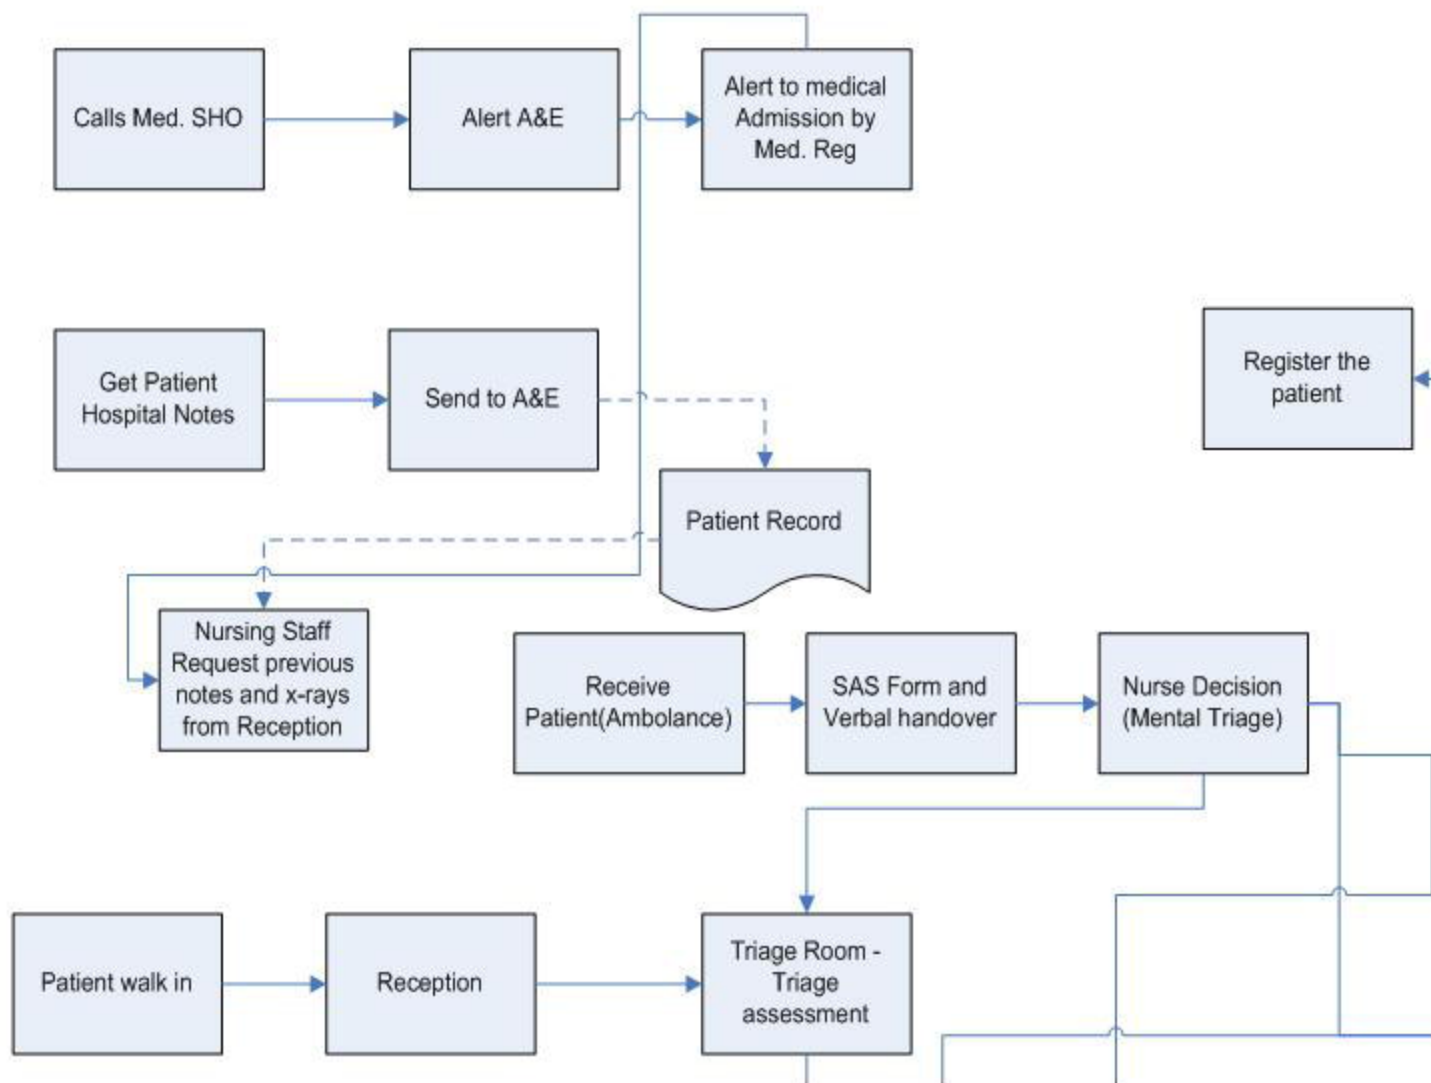 Calls Med. SHO
Alert A&E
Alert to medical
Admission by
Med. Reg
Get Patient
Hospital Notes
Send to A&E
Register the
patient
Patient Record
Nursing Staff
Request previous
notes and x-rays
from Reception
Receive
Patient(Ambolance)
SAS Form and
Verbal handover
Nurse Decision
(Mental Triage)
Patient walk in
Reception
Triage Room -
Triage
assessment